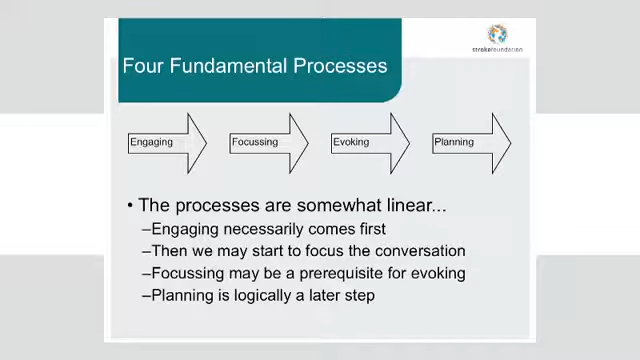 strokefoundation
Four Fundamental Processes
Engaging
Focussing
Evoking
Planning
• The processes are somewhat linear...
–Engaging necessarily comes first
–Then we may start to focus the conversation
–Focussing may be a prerequisite for evoking
–Planning is logically a later step